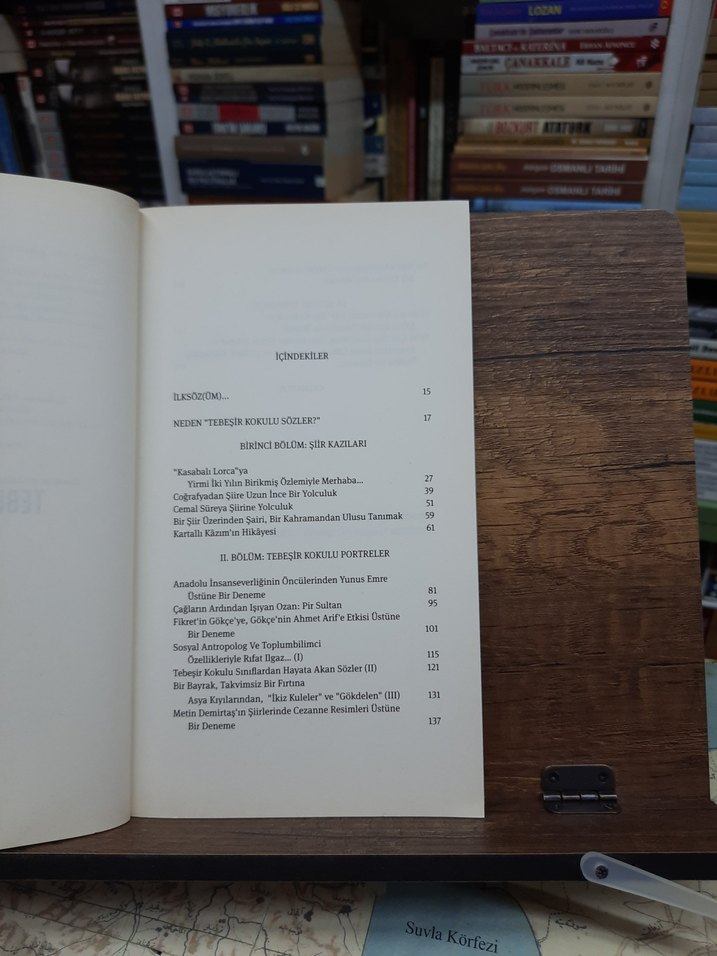 LOZAN
BALTACI ve KATERİNA
ERHAN AFYONCU
ÇANAKKALE
BOZKURT ATATÜRK
OSMANLI TARİHİ
OSMANLI TARİHİ
İÇİNDEKİLER
İLKSÖZ(ÜM)... 15
NEDEN "TEBEŞİR KOKULU SÖZLER?" 17
BİRİNCİ BÖLÜM: ŞİİR KAZILARI
"Kasabalı Lorca"ya
Yirmi İki Yılın Birikmiş Özlemiyle Merhaba... 27
Coğrafyadan Şiire Uzun İnce Bir Yolculuk 39
Cemal Süreya Şiirine Yolculuk 51
Bir Şiir Üzerinden Şairi, Bir Kahramandan Ulusu Tanımak 59
Kartallı Kâzım'ın Hikâyesi 61
II. BÖLÜM: TEBEŞİR KOKULU PORTRELER
Anadolu İnsanseverliğinin Öncülerinden Yunus Emre
Üstüne Bir Deneme 81
Çağların Ardından Işıyan Ozan: Pir Sultan 95
Fikret'in Gökçe'ye, Gökçe'nin Ahmet Arif'e Etkisi Üstüne
Bir Deneme 101
Sosyal Antropolog Ve Toplumbilimci
Özellikleriyle Rıfat Ilgaz... (I) 115
Tebeşir Kokulu Sınıflardan Hayata Akan Sözler (II) 121
Bir Bayrak, Takvimsiz Bir Fırtına
Asya Kıyılarından, "İkiz Kuleler" ve "Gökdelen" (III) 131
Metin Demirtaş'ın Şiirlerinde Cezanne Resimleri Üstüne
Bir Deneme 137
Suvla Körfezi